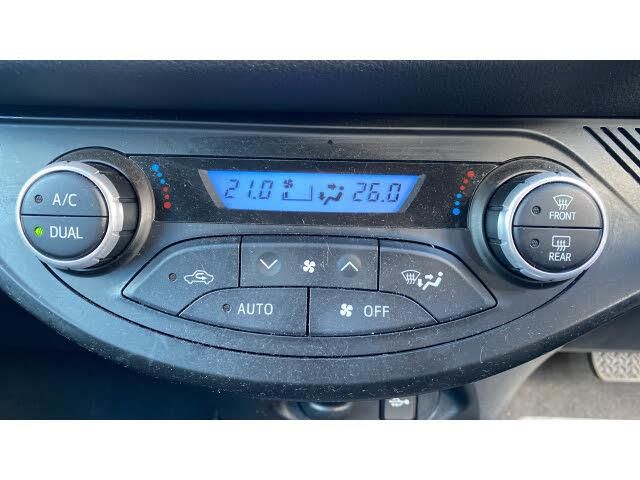 A/C
DUAL
21.0 26.0
FRONT
REAR
AUTO
OFF